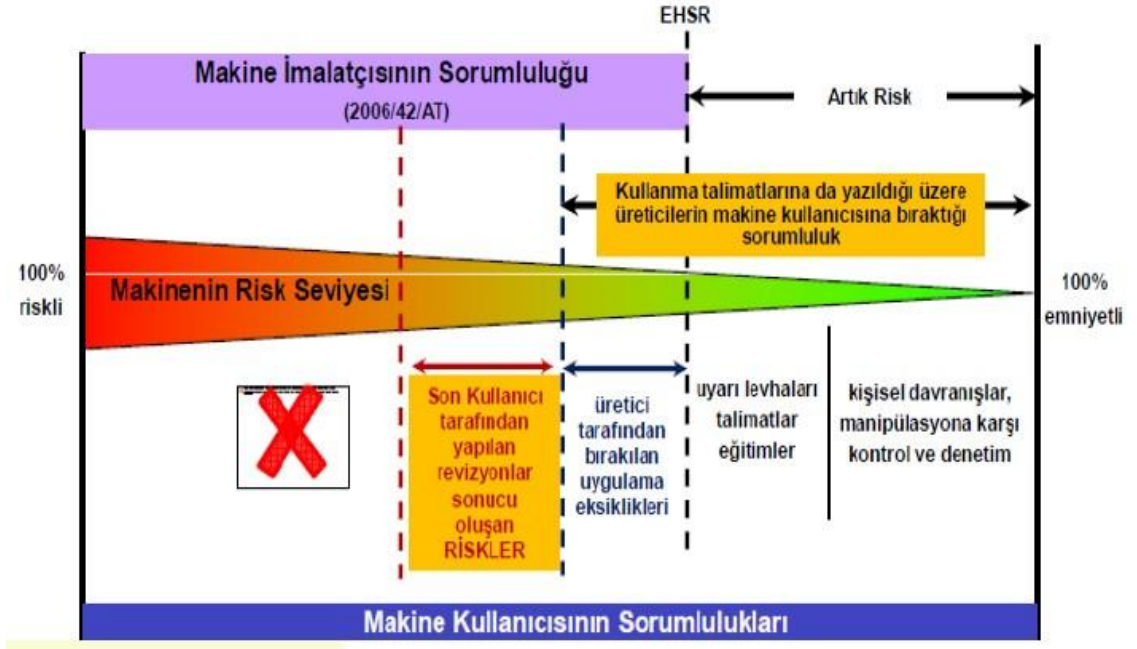 EHSR
Makine İmalatçısının Sorumluluğu
(2006/42/AT)
Artık Risk
Kullanma talimatlarına da yazıldığı üzere
üreticilerin makine kullanıcısına bıraktığı
sorumluluk
100%
riskli
Makinenin Risk Seviyesi
100%
emniyetli
Son Kullanıcı
tarafından
yapılan
revizyonlar
sonucu
oluşan
RİSKLER
üretici
tarafından
bırakılan
uygulama
eksiklikleri
uyarı levhaları
talimatlar
eğitimler
kişisel davranışlar,
manipülasyona karşı
kontrol ve denetim
Makine Kullanıcısının Sorumlulukları